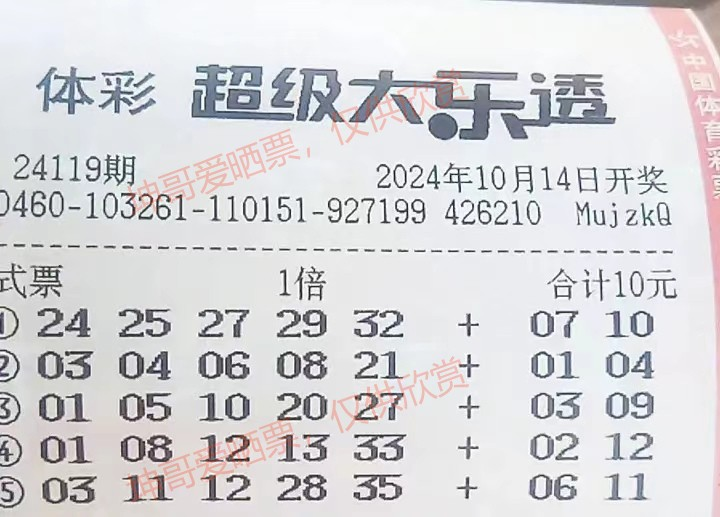 体彩 超级大乐透
24119期 2024年10月14日开奖
0460-103261-110151-927199 426210 MujzkQ
式票 1倍 合计10元
① 24 25 27 29 32 + 07 10
② 03 04 06 08 21 + 01 04
③ 01 05 10 20 27 + 03 09
④ 01 08 12 13 33 + 02 12
⑤ 03 11 12 28 35 + 06 11
中国体育彩票
坤哥爱晒票，仅供欣赏
坤哥爱晒票，仅供欣赏